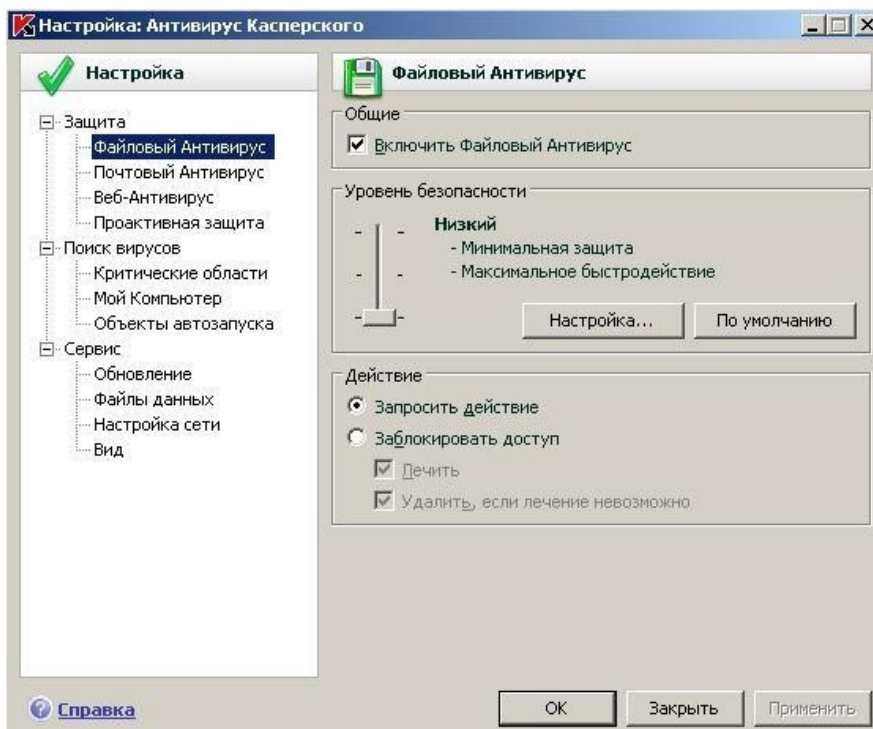 Настройка: Антивирус Касперского
Настройка
Защита
Файловый Антивирус
Почтовый Антивирус
Веб-Антивирус
Проактивная защита
Поиск вирусов
Критические области
Мой Компьютер
Объекты автозапуска
Сервис
Обновление
Файлы данных
Настройка сети
Вид
Файловый Антивирус
Общие
Включить Файловый Антивирус
Уровень безопасности
Низкий
- Минимальная защита
- Максимальное быстродействие
Настройка...
По умолчанию
Действие
Запросить действие
Заблокировать доступ
Лечить
Удалить, если лечение невозможно
Справка
OK
Закрыть
Применить